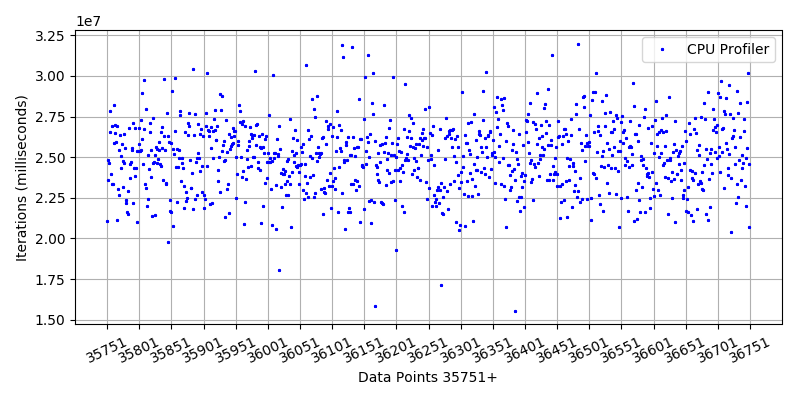 1e7
CPU Profiler
3.25
3.00
2.75
2.50
2.25
2.00
1.75
1.50
Iterations (milliseconds)
35751 35801 35851 35901 35951 36001 36051 36101 36151 36201 36251 36301 36351 36401 36451 36501 36551 36601 36651 36701 36751
Data Points 35751+